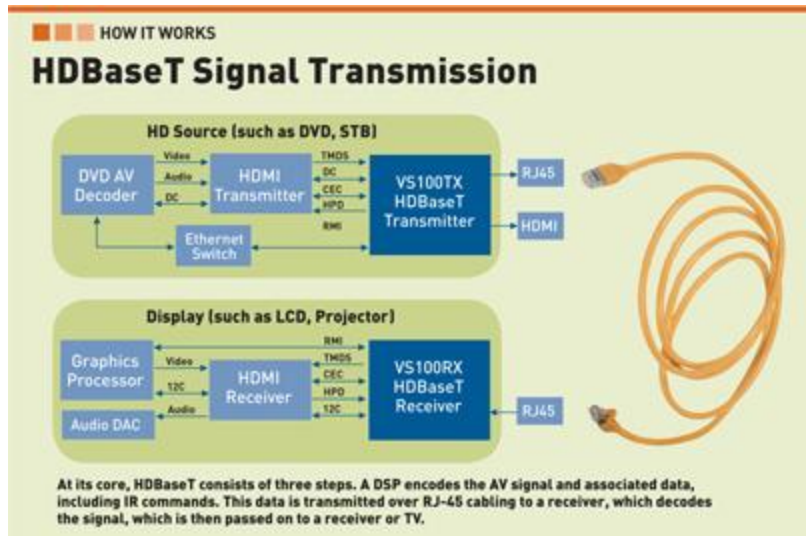 HOW IT WORKS
HDBaseT Signal Transmission
HD Source (such as DVD, STB)
DVD AV
Decoder
Video
Audio
DC
HDMI
Transmitter
TMDS
DC
CEC
HPD
RMI
VS100TX
HDBaseT
Transmitter
RJ45
HDMI
Ethernet
Switch
Display (such as LCD, Projector)
Graphics
Processor
Audio DAC
RMI
Video
12C
Audio
HDMI
Receiver
TMDS
CEC
HPD
12C
VS100RX
HDBaseT
Receiver
RJ45
At its core, HDBaseT consists of three steps. A DSP encodes the AV signal and associated data,
including IR commands. This data is transmitted over RJ-45 cabling to a receiver, which decodes
the signal, which is then passed on to a receiver or TV.